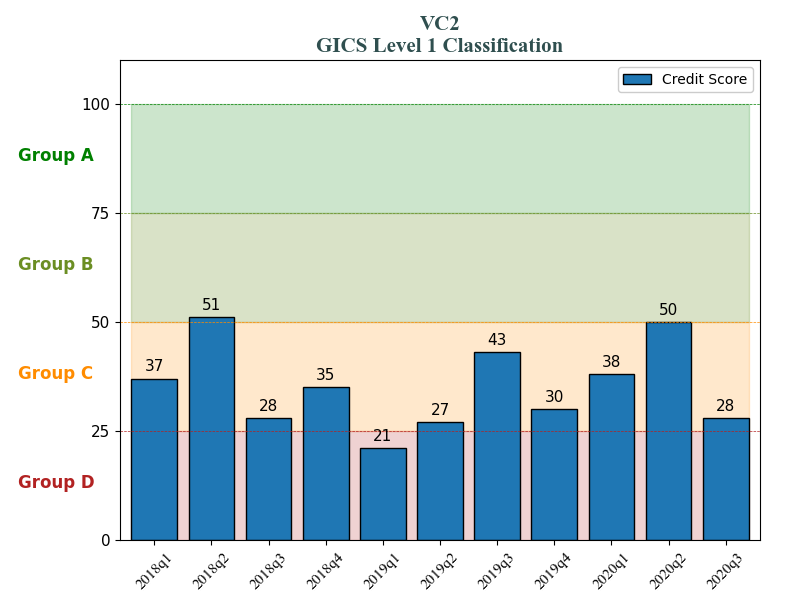 VC2
GICS Level 1 Classification
Credit Score
100
Group A
75
Group B
51
50
50
43
38
37
Group C
35
30
28
28
27
25
21
Group D
0
2018q1 2018q2 2018q3 2018q4 2019q1 2019q2 2019q3 2019q4 2020q1 2020q2 2020q3